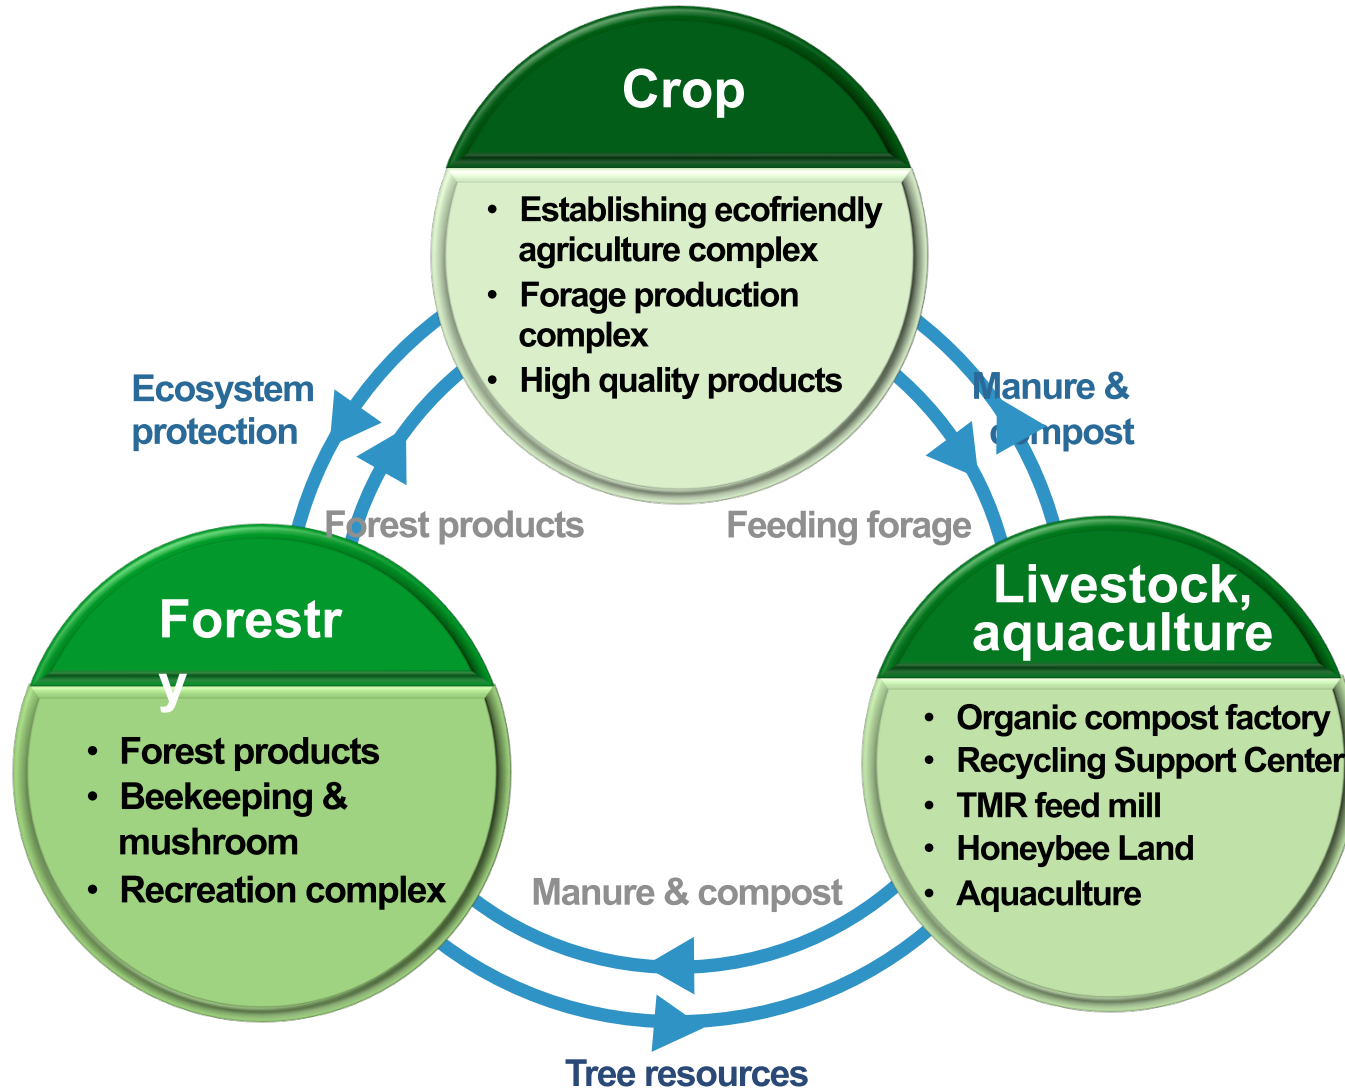 Crop
• Establishing ecofriendly
agriculture complex
• Forage production
complex
• High quality products
Ecosystem
protection
Manure &
compost
Forest products
Feeding forage
Forestr
y
• Forest products
• Beekeeping &
mushroom
• Recreation complex
Livestock,
aquaculture
• Organic compost factory
• Recycling Support Center
• TMR feed mill
• Honeybee Land
• Aquaculture
Manure & compost
Tree resources